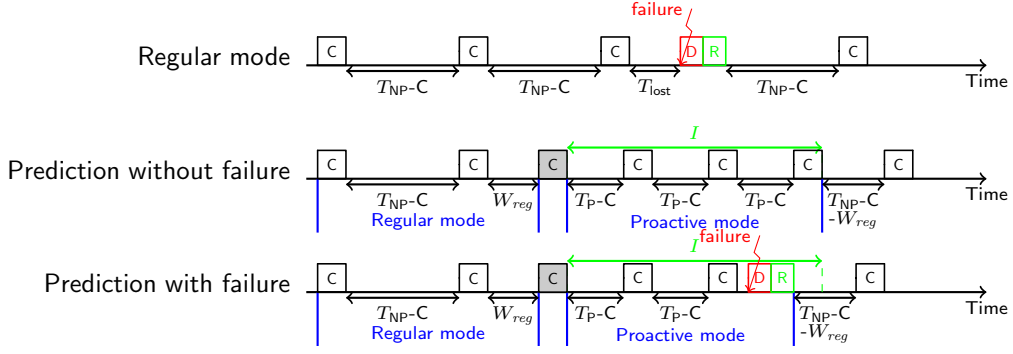 failure
Regular mode C C C D R C
Time
T_NP-C T_NP-C T_lost T_NP-C
I
Prediction without failure C C C C C C C
Time
T_NP-C W_reg T_P-C T_P-C T_P-C T_NP-C
Regular mode Proactive mode -W_reg
failure
I
Prediction with failure C C C C C D R C
Time
T_NP-C W_reg T_P-C T_P-C T_NP-C
Regular mode Proactive mode -W_reg